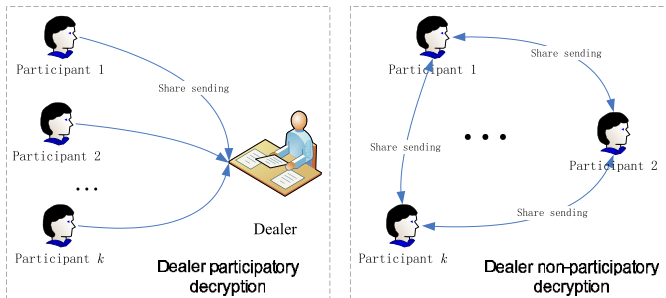 Participant 1
Share sending
Participant 2
...
Participant k
Dealer
Dealer participatory
decryption
Participant 1
Share sending
Share sending
...
Participant 2
Share sending
Participant k
Dealer non-participatory
decryption